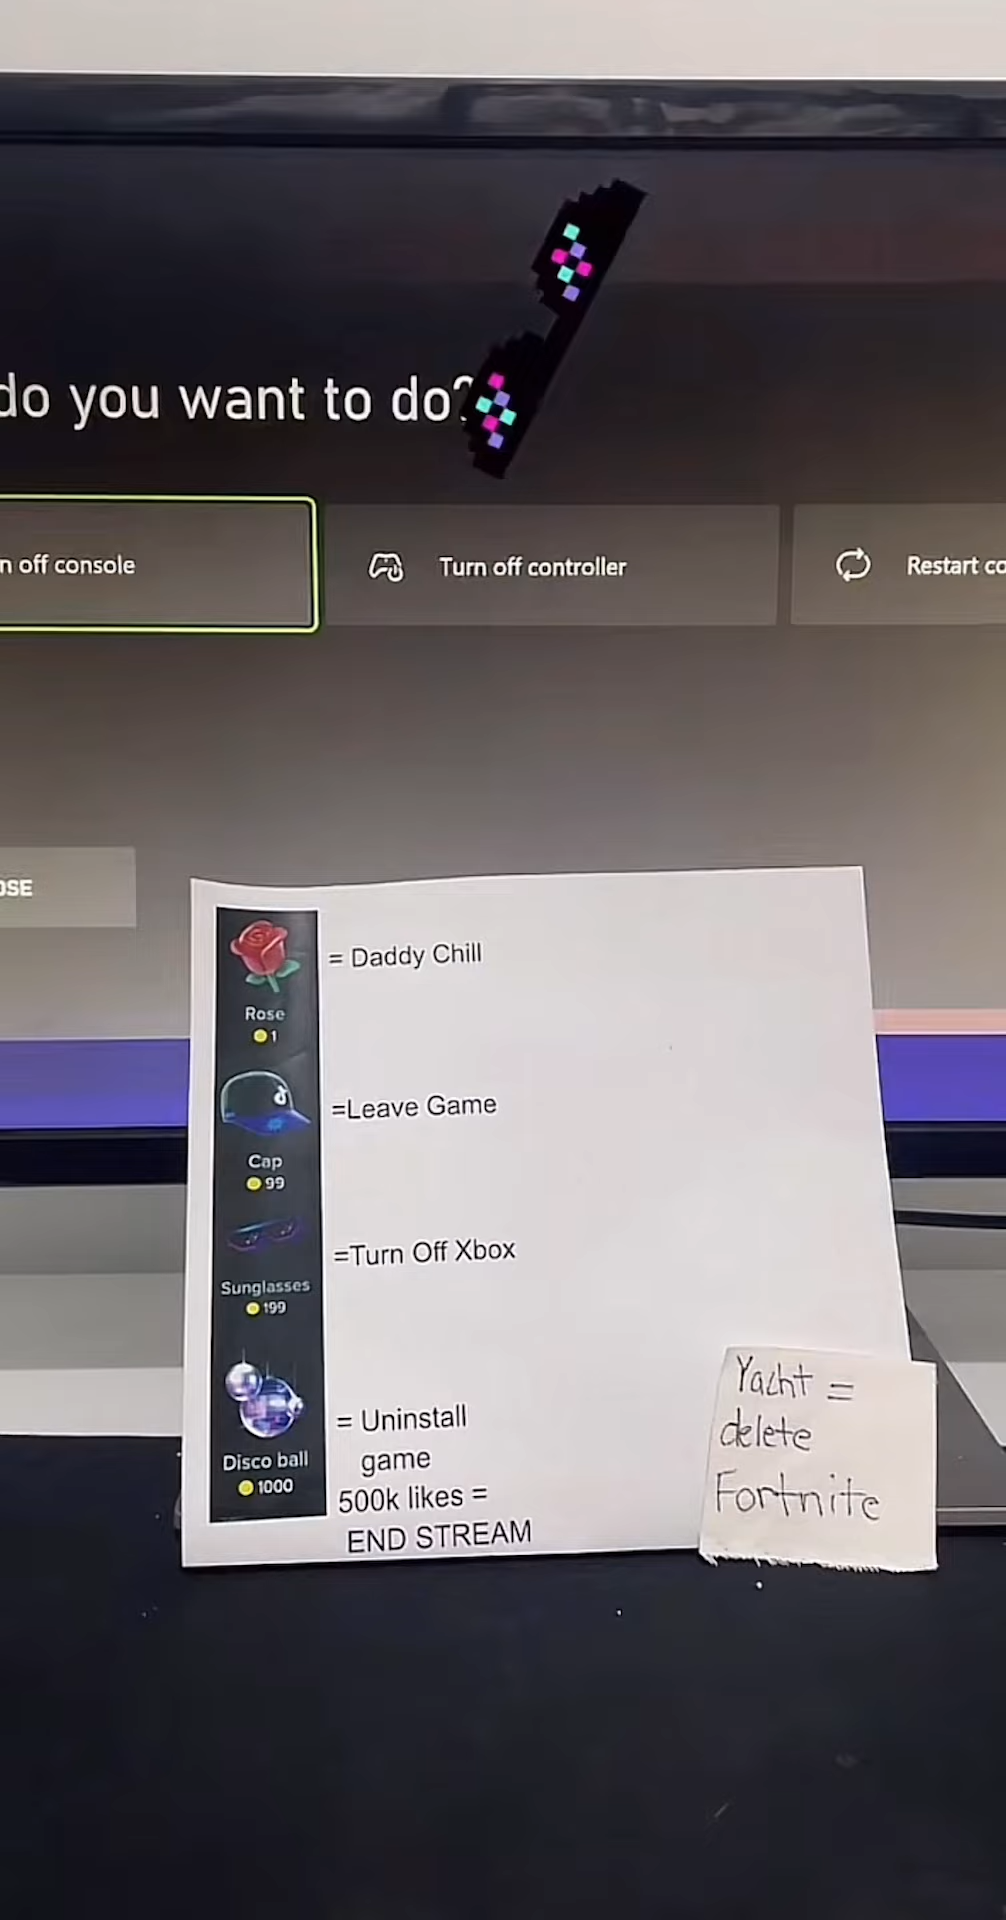 do you want to do?
n off console
Turn off controller
Restart co
OSE
= Daddy Chill
Rose
1
=Leave Game
Cap
99
=Turn Off Xbox
Sunglasses
199
= Uninstall
game
Disco ball
1000
500k likes =
END STREAM
Yacht =
delete
Fortnite